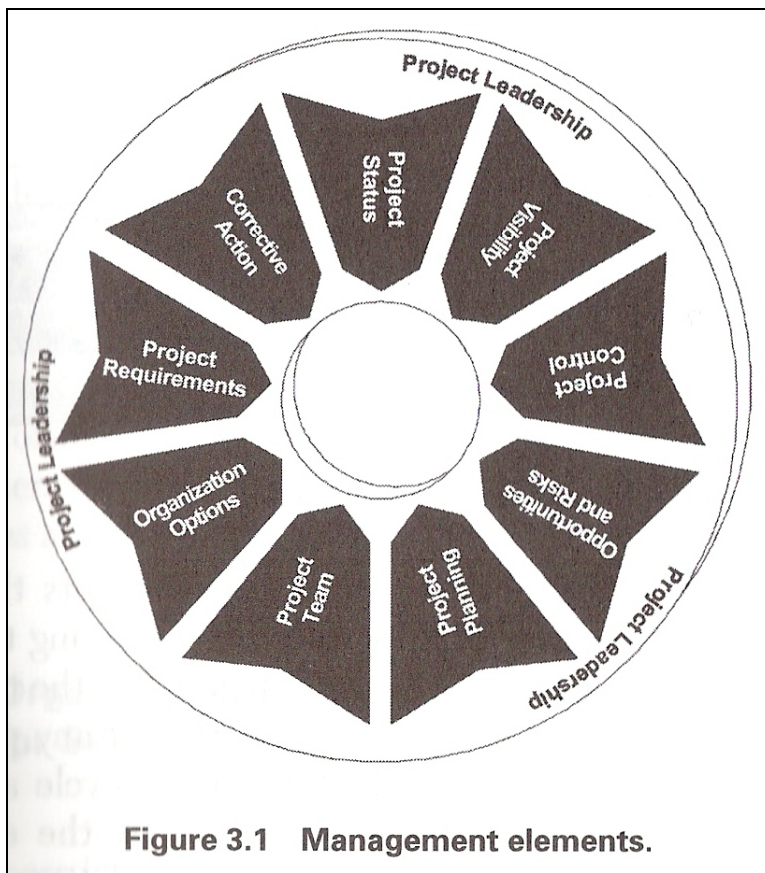 Project Leadership
Project
Status
Project
Visibility
Project
Control
Opportunities
and Risks
Project
Planning
Project
Team
Organization
Options
Project
Requirements
Corrective
Action
Project Leadership
Project Leadership
Figure 3.1 Management elements.